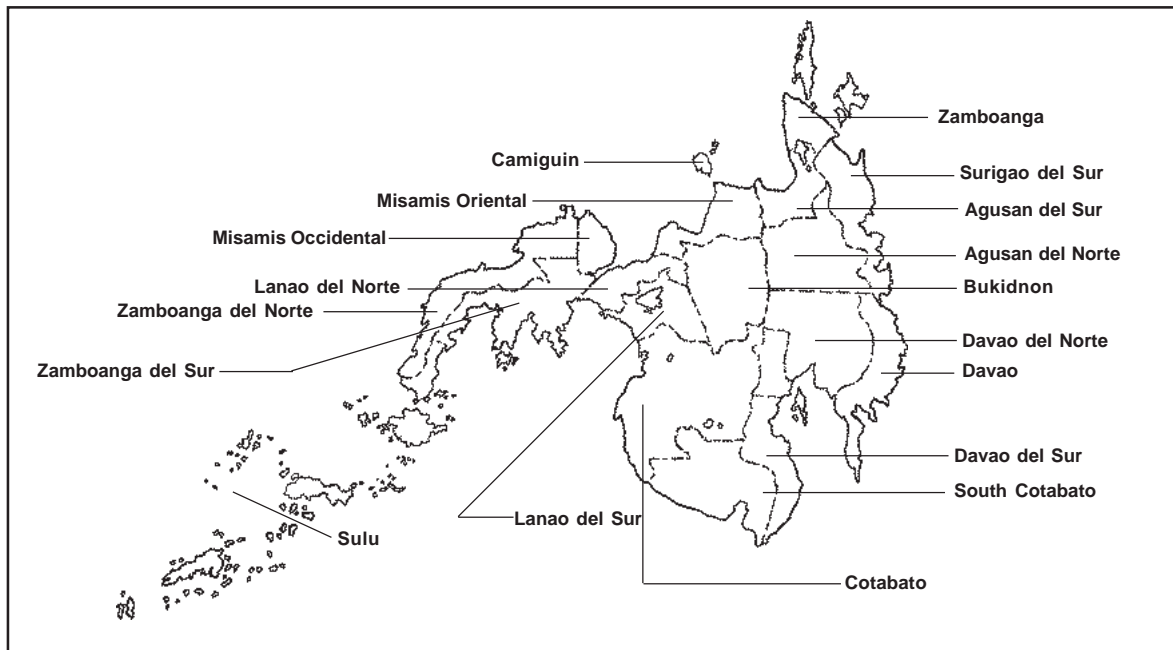 Zamboanga
Camiguin
Surigao del Sur
Misamis Oriental
Agusan del Sur
Misamis Occidental
Agusan del Norte
Lanao del Norte
Bukidnon
Zamboanga del Norte
Davao del Norte
Zamboanga del Sur
Davao
Davao del Sur
South Cotabato
Lanao del Sur
Sulu
Cotabato